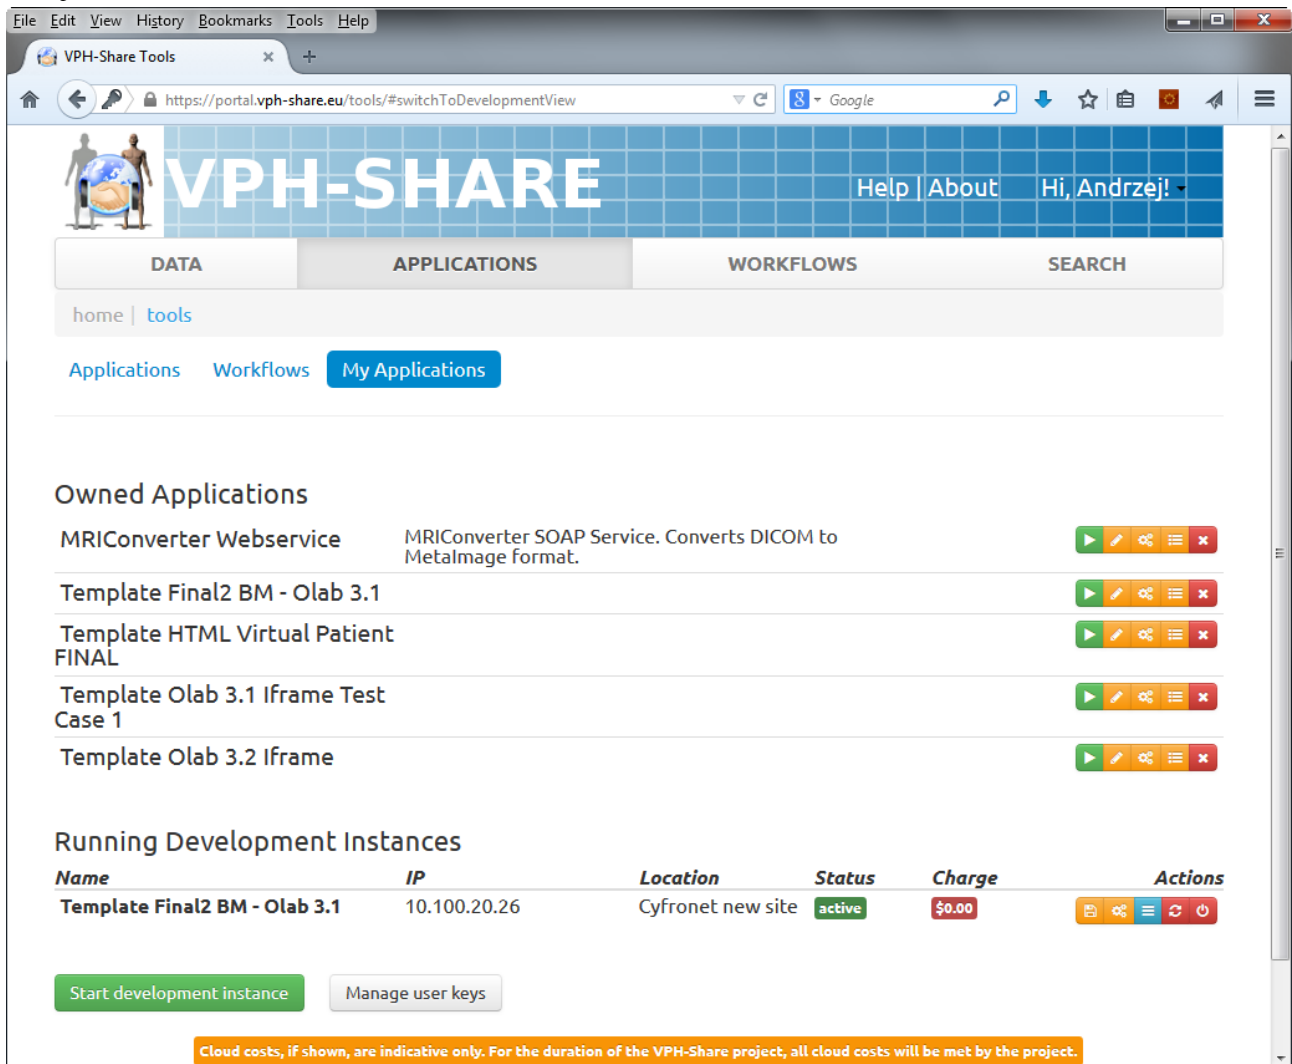 File Edit View History Bookmarks Tools Help
VPH-Share Tools
https://portal.vph-share.eu/tools/#switchToDevelopmentView
8 Google
VPH-SHARE
Help | About Hi, Andrzej!
DATA APPLICATIONS WORKFLOWS SEARCH
home | tools
Applications Workflows My Applications
Owned Applications
MRIConverter Webservice MRIConverter SOAP Service. Converts DICOM to
MetaImage format.
Template Final2 BM - Olab 3.1
Template HTML Virtual Patient
FINAL
Template Olab 3.1 Iframe Test
Case 1
Template Olab 3.2 Iframe
Running Development Instances
Name IP Location Status Charge Actions
Template Final2 BM - Olab 3.1 10.100.20.26 Cyfronet new site active $0.00
Start development instance Manage user keys
Cloud costs, if shown, are indicative only. For the duration of the VPH-Share project, all cloud costs will be met by the project.